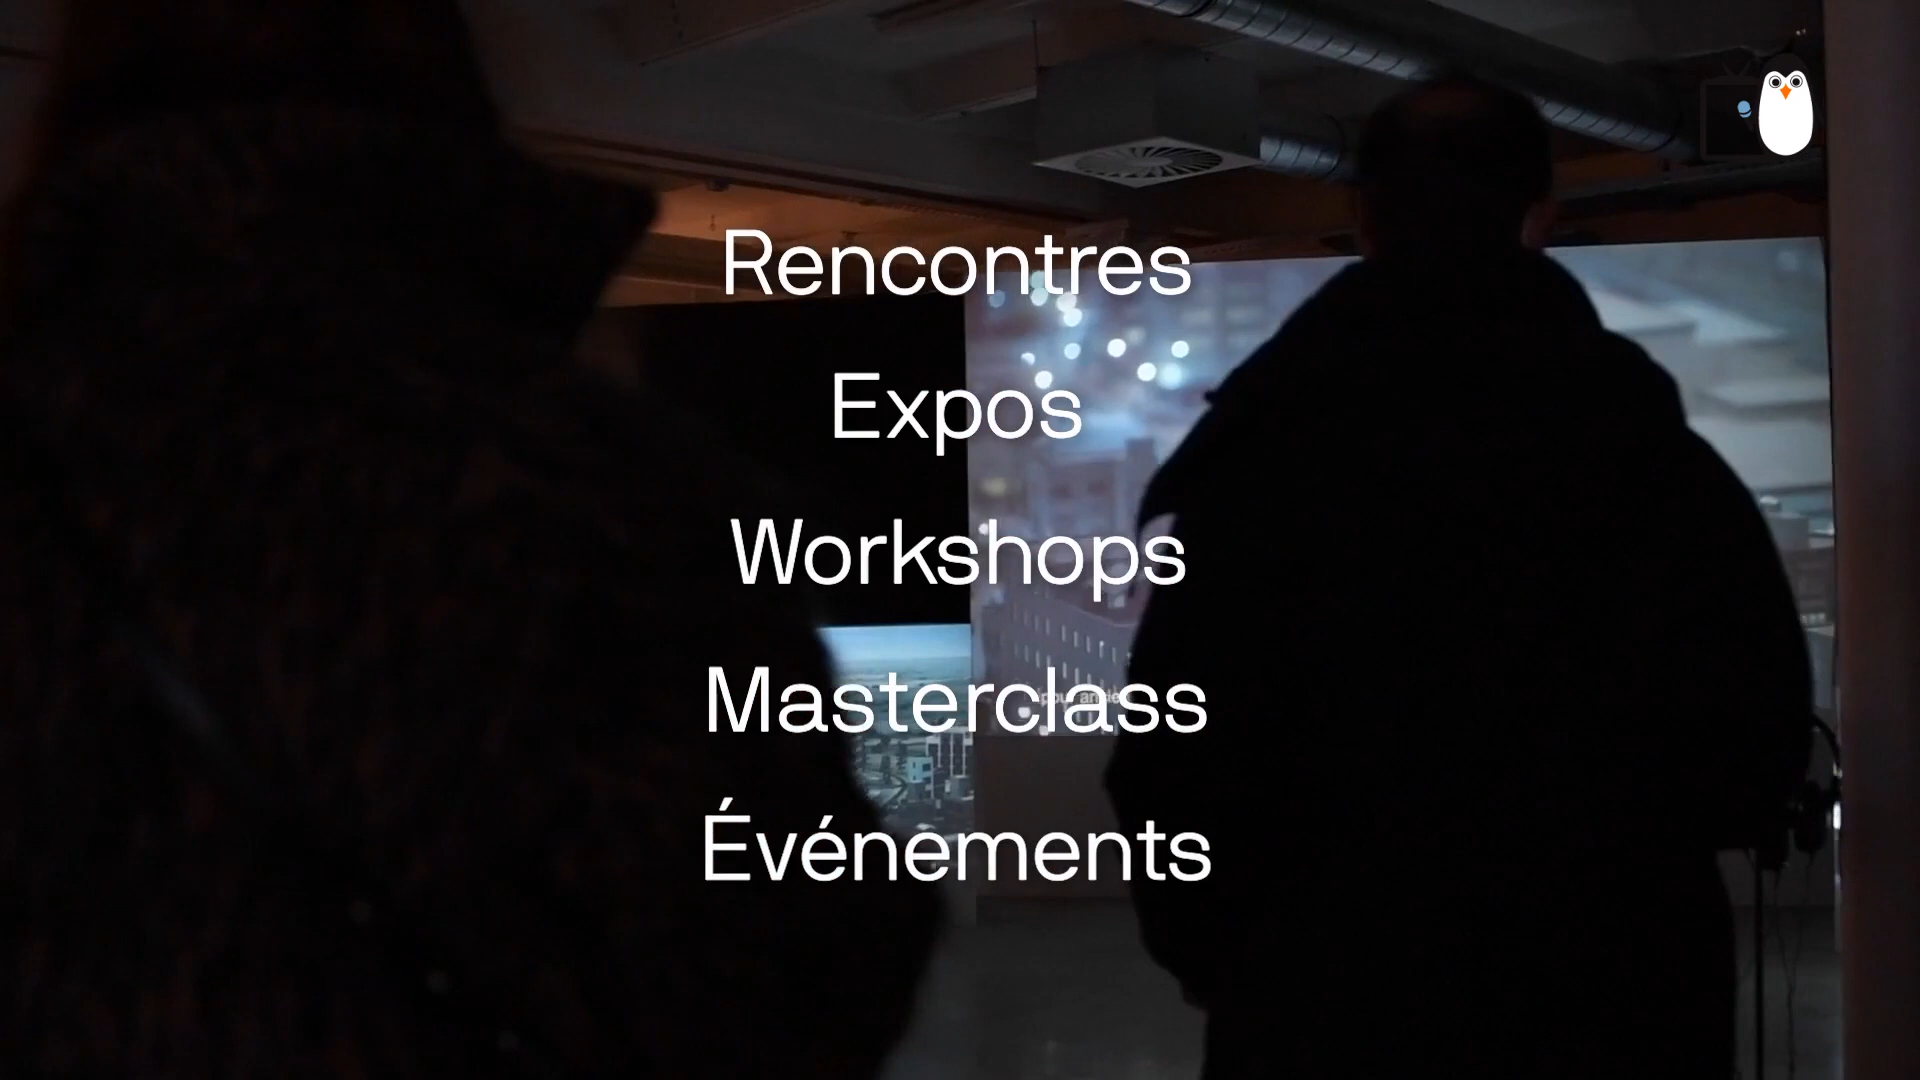 Rencontres
Expos
Workshops
Masterclass
Événements